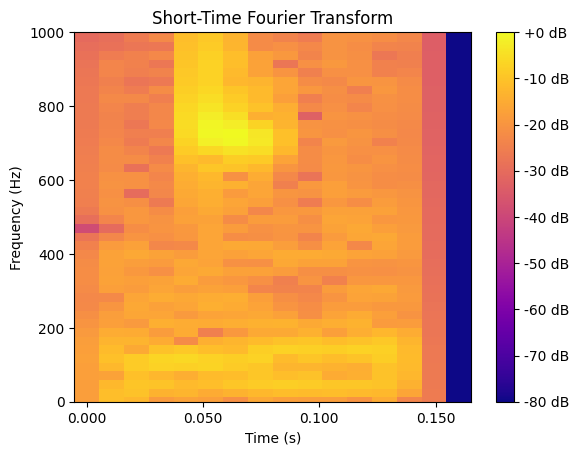 Short-Time Fourier Transform
1000
800
600
400
200
0
Frequency (Hz)
0.000
0.050
0.100
0.150
Time (s)
+0 dB
-10 dB
-20 dB
-30 dB
-40 dB
-50 dB
-60 dB
-70 dB
-80 dB